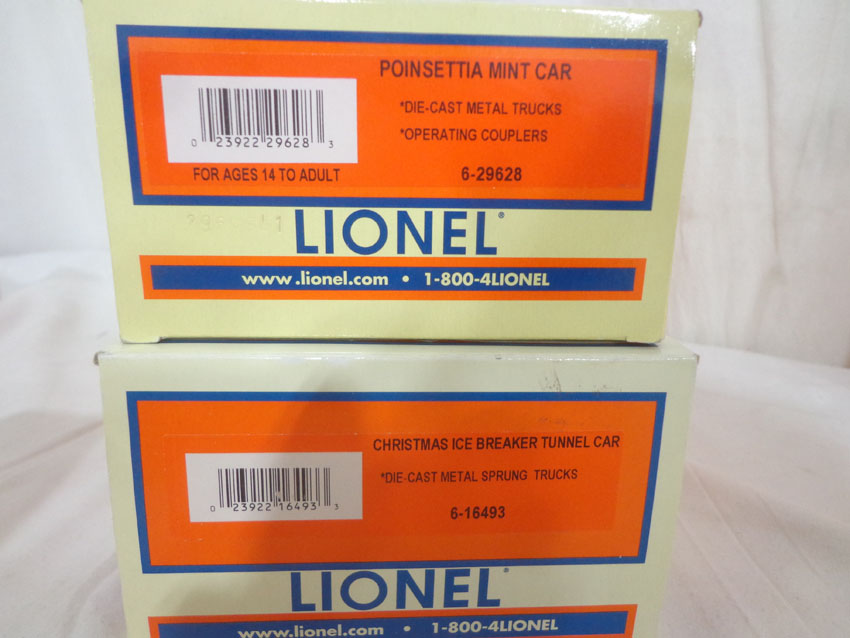 POINSETTIA MINT CAR
*DIE-CAST METAL TRUCKS
*OPERATING COUPLERS
0 23922 29628 3
FOR AGES 14 TO ADULT
6-29628
LIONEL®
www.lionel.com • 1-800-4LIONEL
CHRISTMAS ICE BREAKER TUNNEL CAR
*DIE-CAST METAL SPRUNG TRUCKS
0 23922 16493 3
6-16493
LIONEL®
www.lionel.com • 1-800-4LIONEL